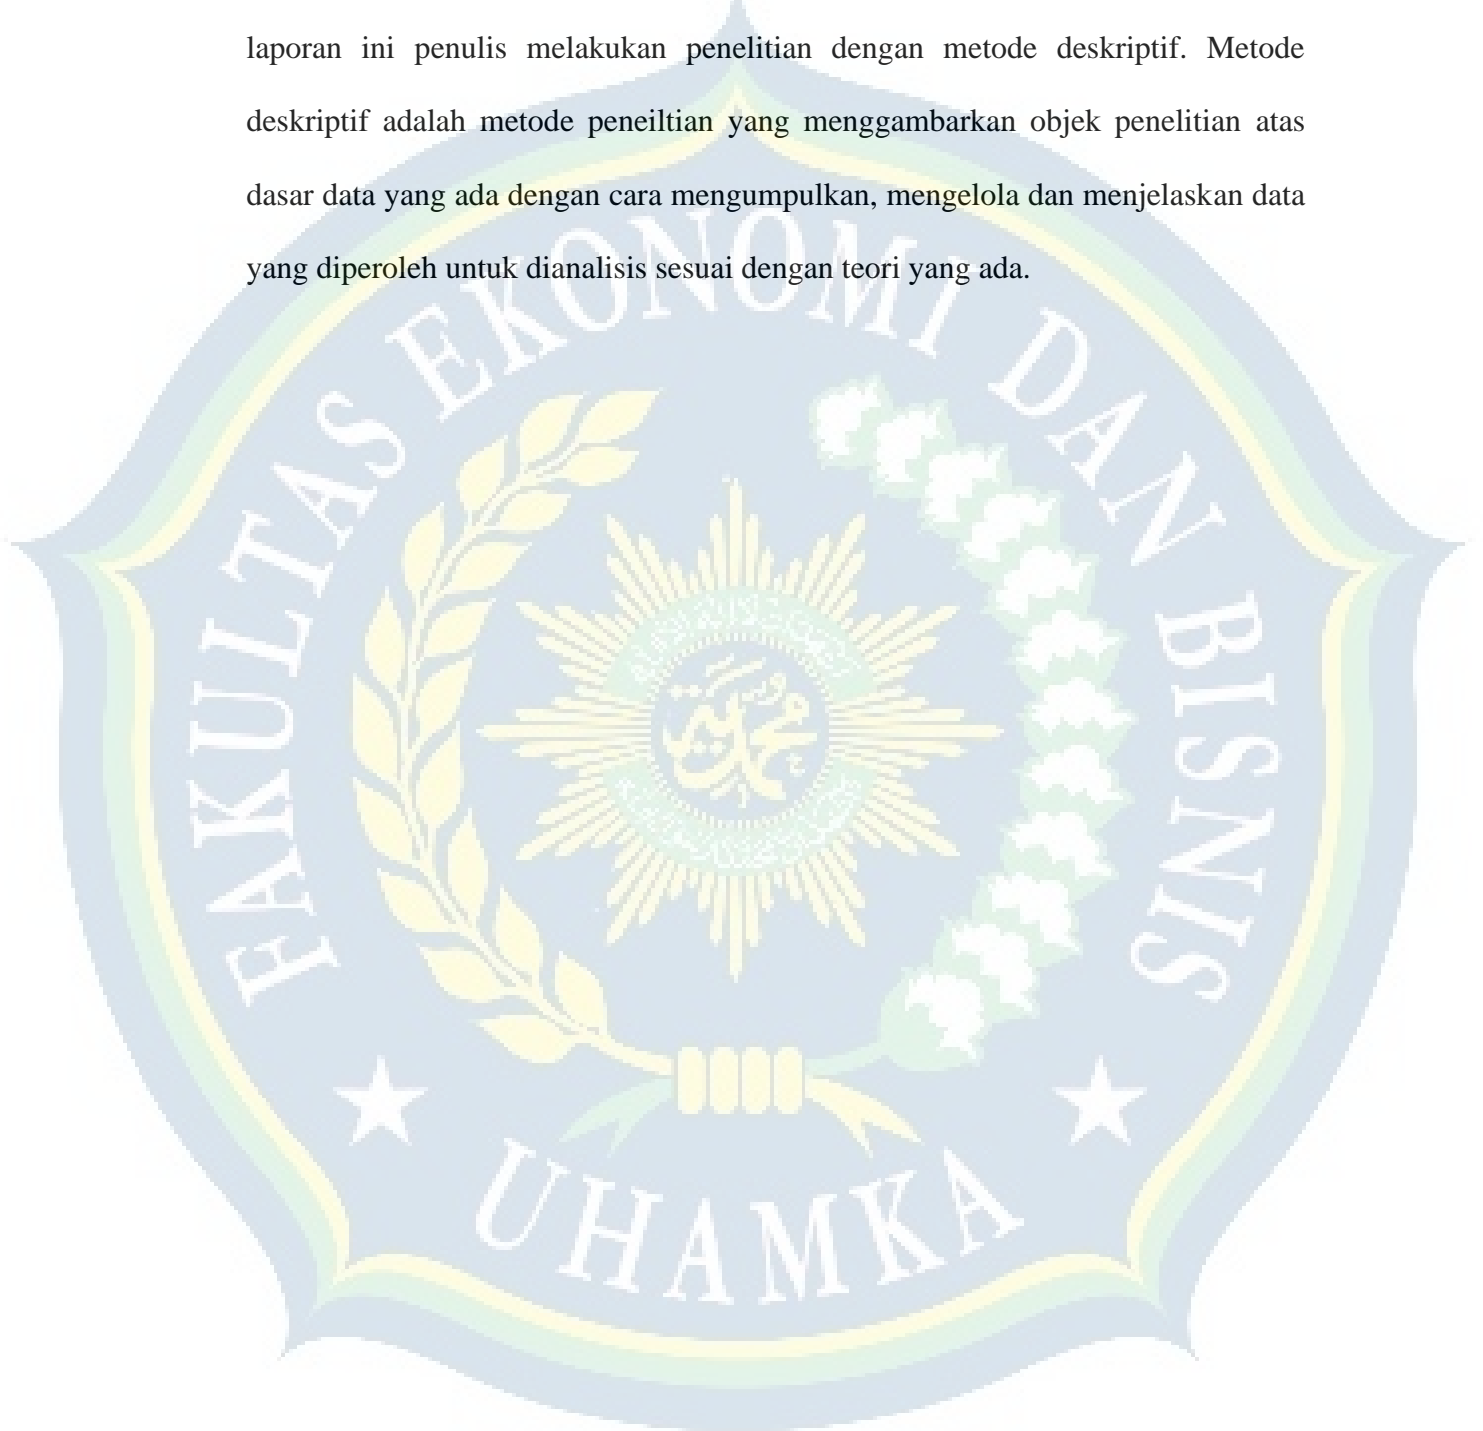 laporan ini penulis melakukan penelitian dengan metode deskriptif. Metode
deskriptif adalah metode peneiltian yang menggambarkan objek penelitian atas
dasar data yang ada dengan cara mengumpulkan, mengelola dan menjelaskan data
yang diperoleh untuk dianalisis sesuai dengan teori yang ada.
FAKULTAS EKONOMI DAN BISNIS
UHAMKA